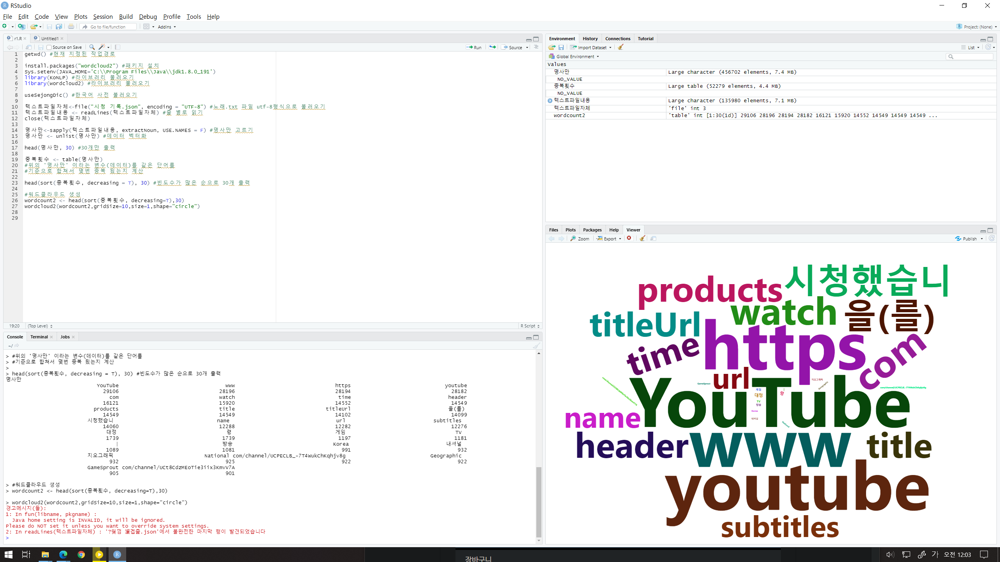 RStudio
File Edit Code View Plots Session Build Debug Profile Tools Help
Go to file/function Addins Project: (None)
r1.R Untitled1
Source on Save Run Source
1 getwd() #현재 지정된 작업경로
2
3 install.packages("wordcloud2") #패키지 설치
4 Sys.setenv(JAVA_HOME='C:\\Program Files\\Java\\jdk1.8.0_191')
5 library(KoNLP) #라이브러리 불러오기
6 library(wordcloud2) #라이브러리 불러오기
7
8 useSejongDic() #한국어 사전 불러오기
9
10 텍스트파일자체<-file("시청 기록.json", encoding = "UTF-8") #노래.txt 파일 utf-8형식으로 불러오기
11 텍스트파일내용 <- readLines(텍스트파일자체) #줄 별로 읽기
12 close(텍스트파일자체)
13
14 명사만<-sapply(텍스트파일내용, extractNoun, USE.NAMES = F) #명사만 고르기
15 명사만 <- unlist(명사만) #데이터 벡터화
16
17 head(명사만, 30) #30개만 출력
18
19 중복횟수 <- table(명사만)
20 #위의 '명사만' 이라는 변수(데이터)를 같은 단어를
21 #기준으로 합쳐서 몇번 중복 됬는지 계산
22
23 head(sort(중복횟수, decreasing = T), 30) #빈도수가 많은 순으로 30개 출력
24
25 #워드클라우드 생성
26 wordcount2 <- head(sort(중복횟수, decreasing=T),30)
27 wordcloud2(wordcount2,gridSize=10,size=1,shape="circle")
28
29
19:20 (Top Level) R Script
Console Terminal Jobs
~/
> #위의 '명사만' 이라는 변수(데이터)를 같은 단어를
> #기준으로 합쳐서 몇번 중복 됬는지 계산
>
> head(sort(중복횟수, decreasing = T), 30) #빈도수가 많은 순으로 30개 출력
명사만
YouTube www https youtube
29106 28196 28194 28182
com watch time header
16121 15920 14552 14549
products title titleUrl 을(를)
14549 14549 14102 14099
시청했습니 name url subtitles
14060 12288 12282 12276
대정 령 게임 TV
1739 1739 1197 1181
| 방송 Korea 내셔널
1089 1081 991 932
지오그래픽 National com/channel/UCPECLB_-7T4WukChKqhjv8g Geographic
932 925 922 922
GameSprout com/channel/UCt8CdzMEoTie3iix3KmvV7A
905 901
> #워드클라우드 생성
> wordcount2 <- head(sort(중복횟수, decreasing=T),30)
> wordcloud2(wordcount2,gridSize=10,size=1,shape="circle")
경고메시지(들):
1: In fun(libname, pkgname) :
Java home setting is INVALID, it will be ignored.
Please do NOT set it unless you want to override system settings.
2: In readLines(텍스트파일자체) : .json'에서 불완전한 마지막 행이 발견되었습니다
>
Environment History Connections Tutorial
Import Dataset List
Global Environment
Values
명사만 Large character (456702 elements, 7.4 MB)
NO_VALUE
중복횟수 Large table (52279 elements, 4.4 MB)
NO_VALUE
텍스트파일내용 Large character (135980 elements, 7.1 MB)
텍스트파일자체 'file' int 3
wordcount2 'table' int [1:30(1d)] 29106 28196 28194 28182 16121 15920 14552 14549 14549 14549 ...
Files Plots Packages Help Viewer
Zoom Export Publish
시청했습니
products
watch
을(를)
titleUrl
https
time
com
url
지오그래픽
GameSprout
Geographic
com/channel/UCPECLB_-7T4WukChKqhjv8g
com/channel/UCt8CdzMEoTie3iix3KmvV7A
게임
|
령
대정
TV
방송
Korea
내셔널
National
YouTube
name
header
www
title
youtube
subtitles
장바구니
가 오전 12:03